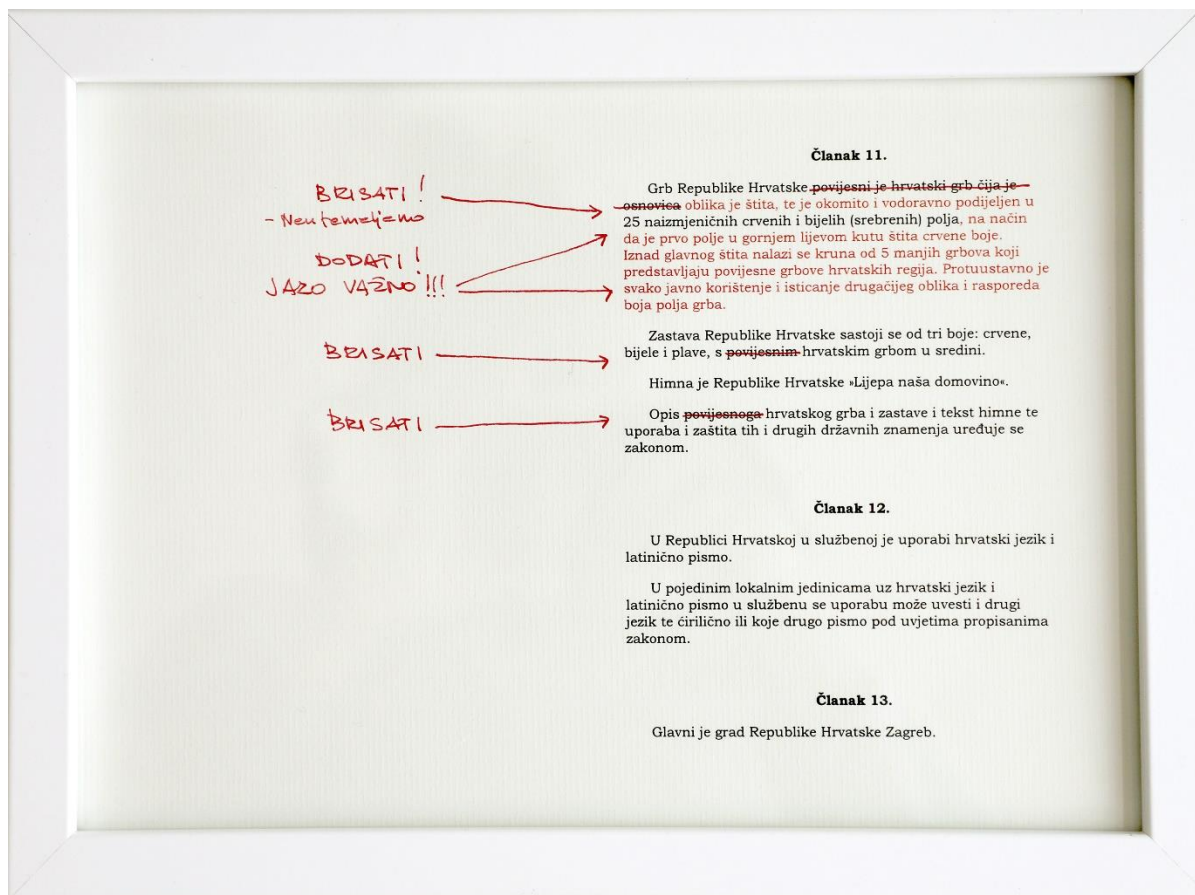 BRISATI!
- Neutemeljeno
DODATI!
JAKO VAŽNO!!!
BRISATI
BRISATI
Članak 11.
Grb Republike Hrvatske povijesni je hrvatski grb čija je
osnovica oblika je štita, te je okomito i vodoravno podijeljen u
25 naizmjeničnih crvenih i bijelih (srebrenih) polja, na način
da je prvo polje u gornjem lijevom kutu štita crvene boje.
Iznad glavnog štita nalazi se kruna od 5 manjih grbova koji
predstavljaju povijesne grbove hrvatskih regija. Protuustavno je
svako javno korištenje i isticanje drugačijeg oblika i rasporeda
boja polja grba.
Zastava Republike Hrvatske sastoji se od tri boje: crvene,
bijele i plave, s povijesnim hrvatskim grbom u sredini.
Himna je Republike Hrvatske »Lijepa naša domovino«.
Opis povijesnoga hrvatskog grba i zastave i tekst himne te
uporaba i zaštita tih i drugih državnih znamenja uređuje se
zakonom.
Članak 12.
U Republici Hrvatskoj u službenoj je uporabi hrvatski jezik i
latinično pismo.
U pojedinim lokalnim jedinicama uz hrvatski jezik i
latinično pismo u službenu se uporabu može uvesti i drugi
jezik te ćirilično ili koje drugo pismo pod uvjetima propisanima
zakonom.
Članak 13.
Glavni je grad Republike Hrvatske Zagreb.